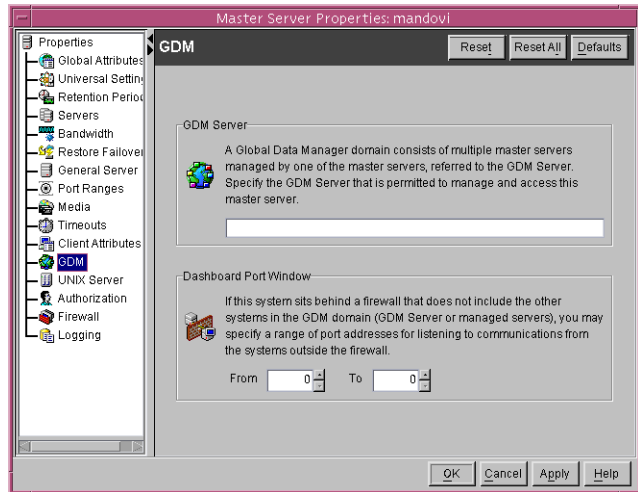 Master Server Properties: mandovi
Properties
Global Attributes
Universal Setting
Retention Period
Servers
Bandwidth
Restore Failover
General Server
Port Ranges
Media
Timeouts
Client Attributes
GDM
UNIX Server
Authorization
Firewall
Logging
GDM
Reset
Reset All
Defaults
GDM Server
A Global Data Manager domain consists of multiple master servers
managed by one of the master servers, referred to the GDM Server.
Specify the GDM Server that is permitted to manage and access this
master server.
Dashboard Port Window
If this system sits behind a firewall that does not include the other
systems in the GDM domain (GDM Server or managed servers), you may
specify a range of port addresses for listening to communications from
the systems outside the firewall.
From 0 To 0
OK Cancel Apply Help